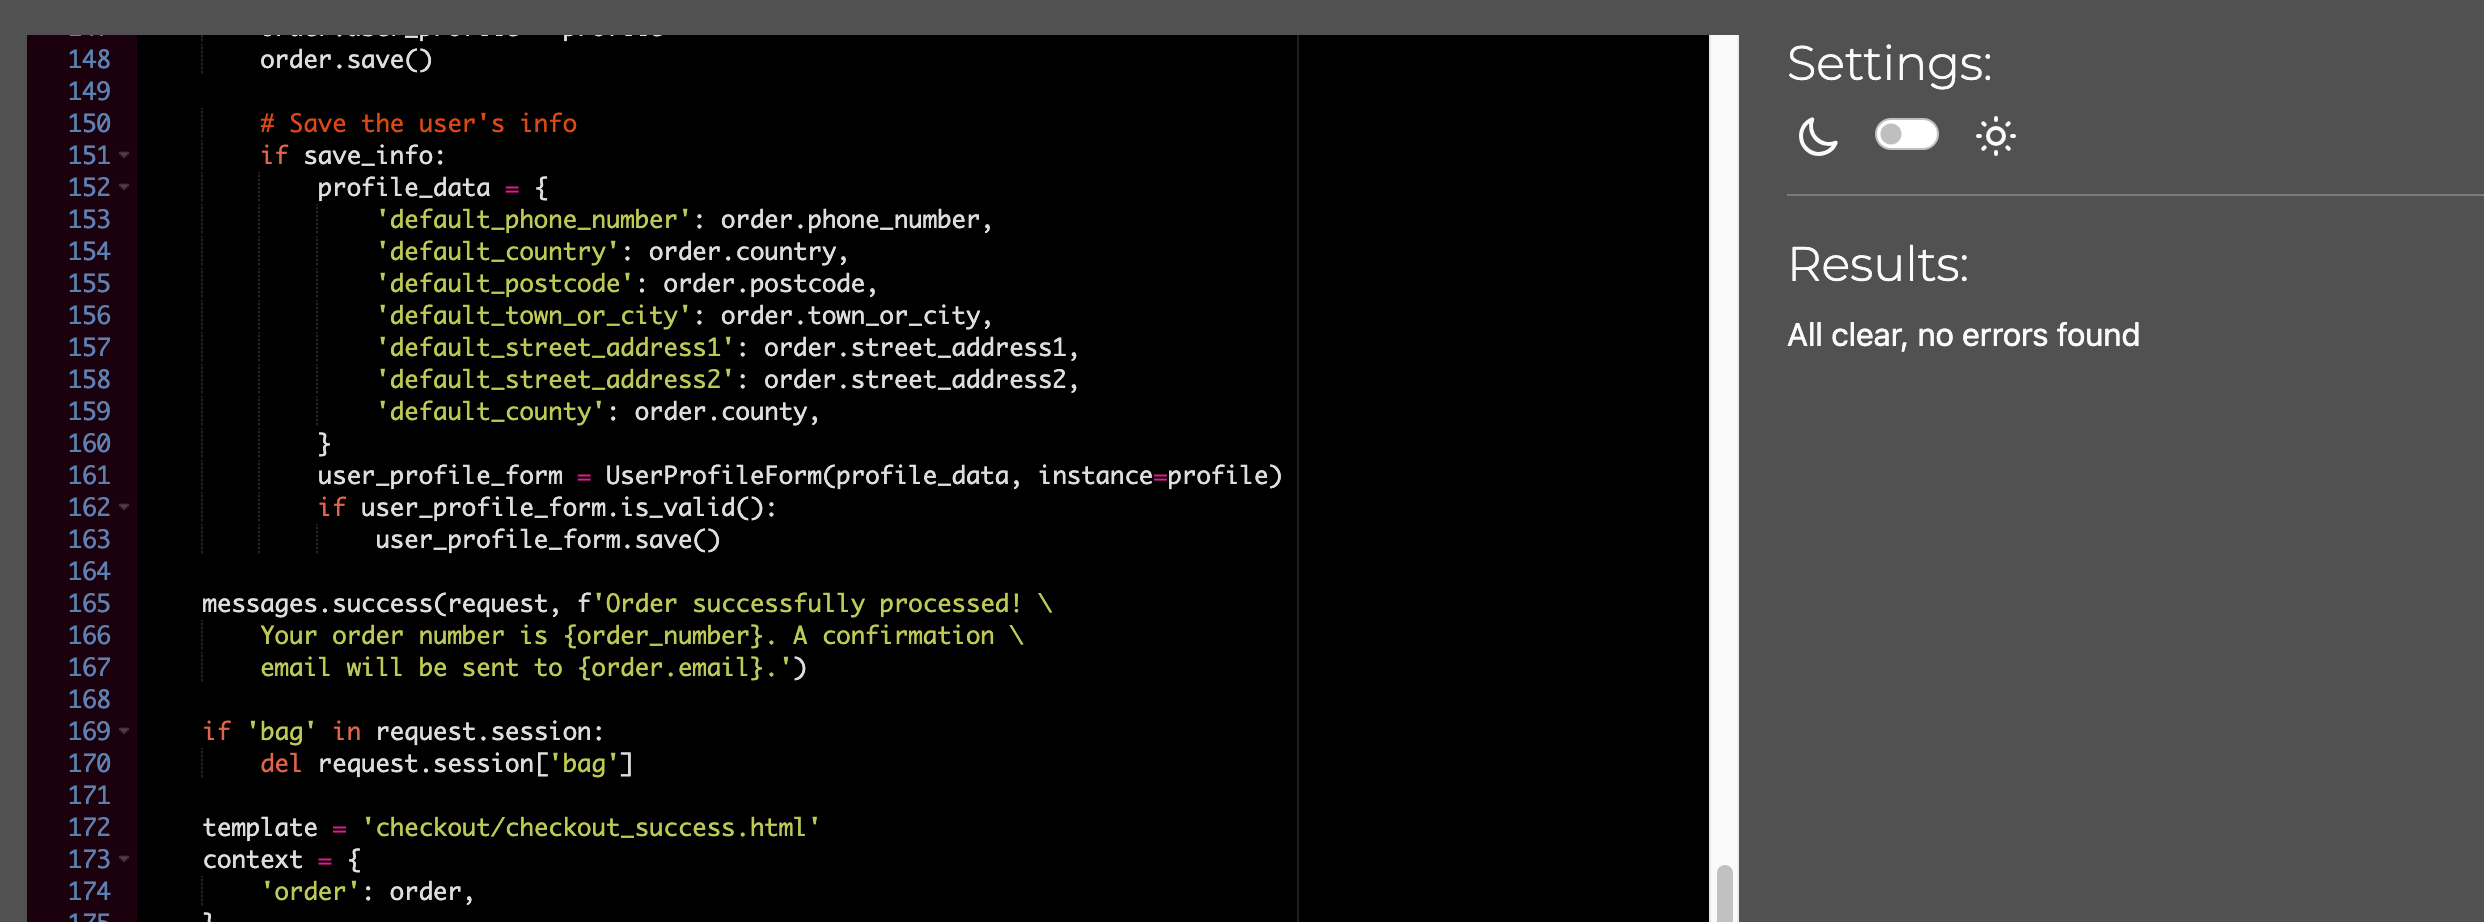 147 order.user_profile = profile
148 order.save()
149
150 # Save the user's info
151 if save_info:
152 profile_data = {
153 'default_phone_number': order.phone_number,
154 'default_country': order.country,
155 'default_postcode': order.postcode,
156 'default_town_or_city': order.town_or_city,
157 'default_street_address1': order.street_address1,
158 'default_street_address2': order.street_address2,
159 'default_county': order.county,
160 }
161 user_profile_form = UserProfileForm(profile_data, instance=profile)
162 if user_profile_form.is_valid():
163 user_profile_form.save()
164
165 messages.success(request, f'Order successfully processed! \
166 Your order number is {order_number}. A confirmation \
167 email will be sent to {order.email}.')
168
169 if 'bag' in request.session:
170 del request.session['bag']
171
172 template = 'checkout/checkout_success.html'
173 context = {
174 'order': order,
175 }
Settings:
Results:
All clear, no errors found